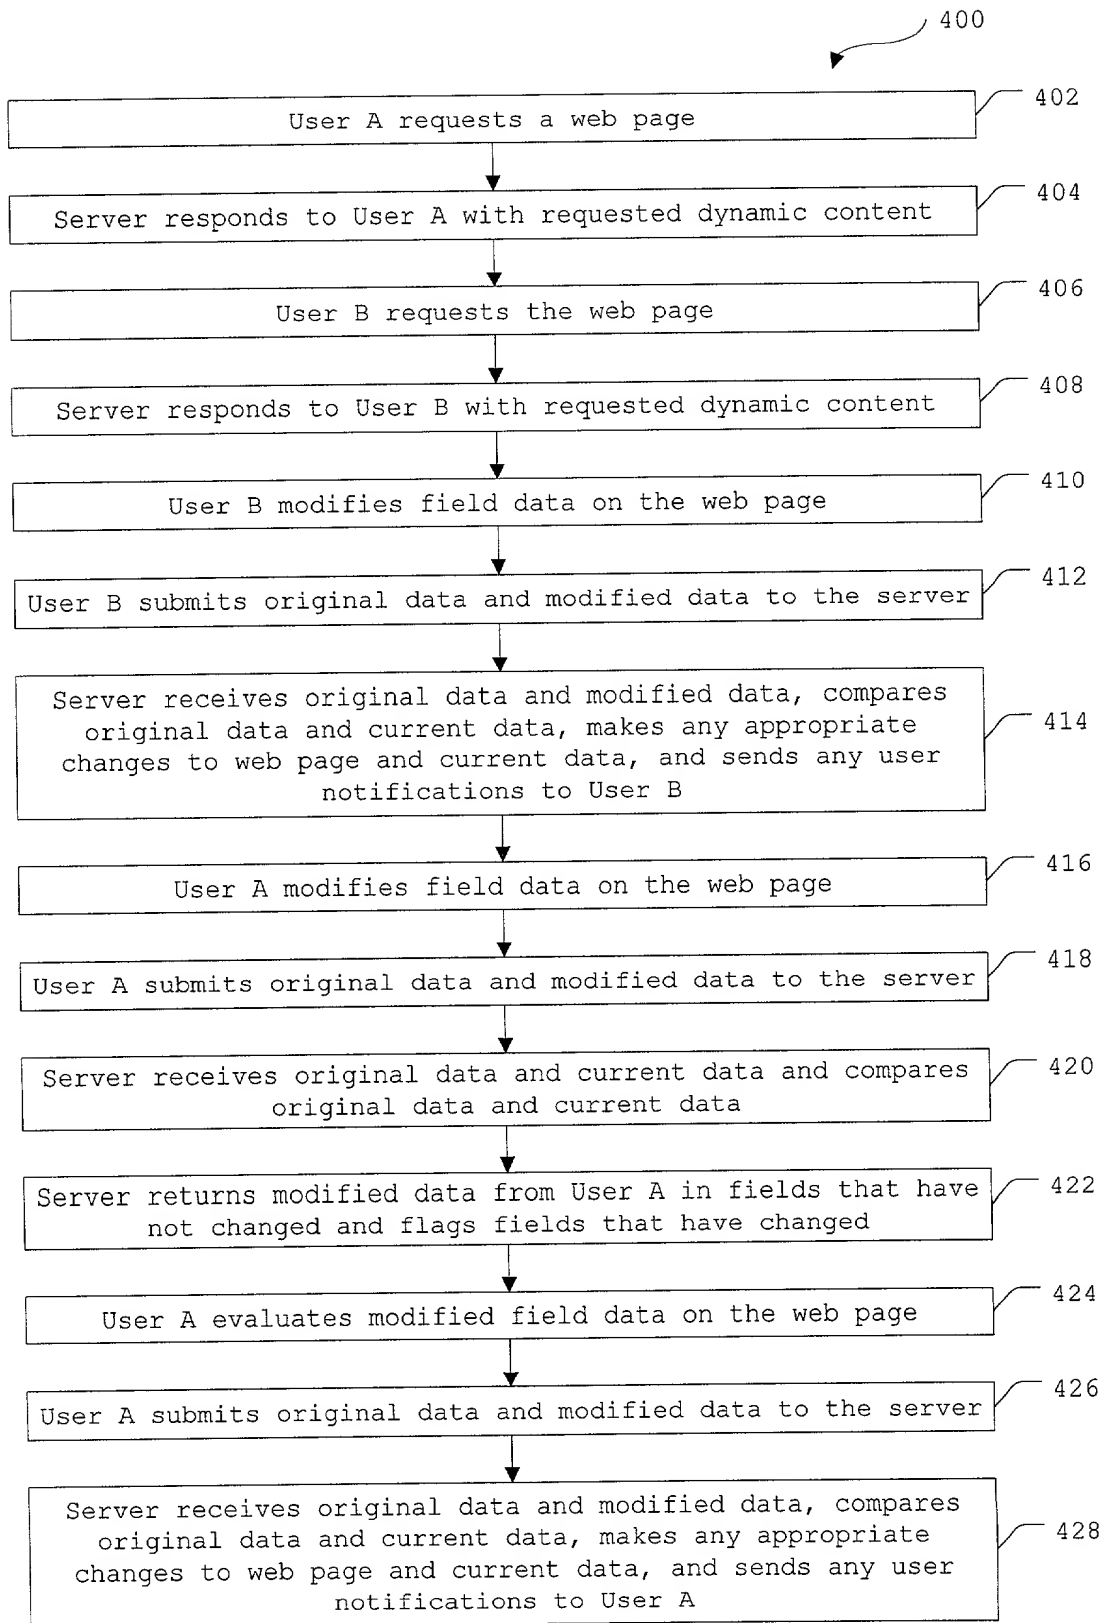 400
User A requests a web page
402
Server responds to User A with requested dynamic content
404
User B requests the web page
406
Server responds to User B with requested dynamic content
408
User B modifies field data on the web page
410
User B submits original data and modified data to the server
412
Server receives original data and modified data, compares
original data and current data, makes any appropriate
changes to web page and current data, and sends any user
notifications to User B
414
User A modifies field data on the web page
416
User A submits original data and modified data to the server
418
Server receives original data and current data and compares
original data and current data
420
Server returns modified data from User A in fields that have
not changed and flags fields that have changed
422
User A evaluates modified field data on the web page
424
User A submits original data and modified data to the server
426
Server receives original data and modified data, compares
original data and current data, makes any appropriate
changes to web page and current data, and sends any user
notifications to User A
428